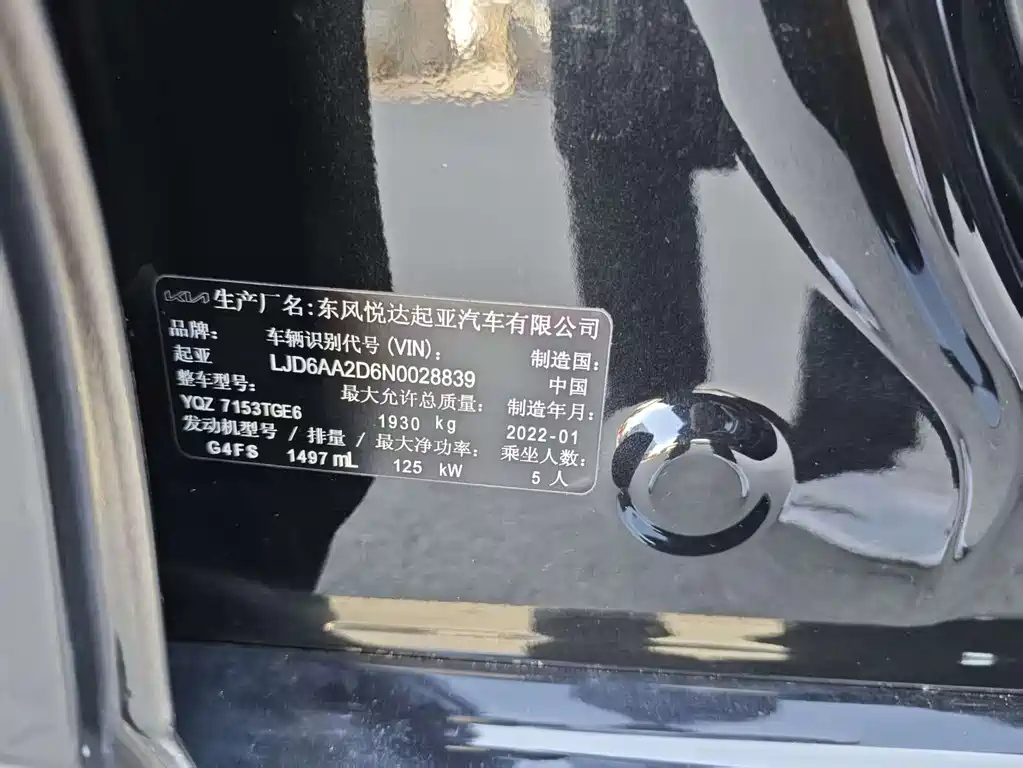 KIA 生产厂名：东风悦达起亚汽车有限公司
品牌： 车辆识别代号 (VIN)： 制造国：
起亚 LJD6AA2D6N0028839 中国
整车型号： 最大允许总质量： 制造年月：
YQZ 7153TGE6 1930 kg 2022-01
发动机型号 / 排量 / 最大净功率： 乘坐人数：
G4FS 1497 mL 125 kW 5 人